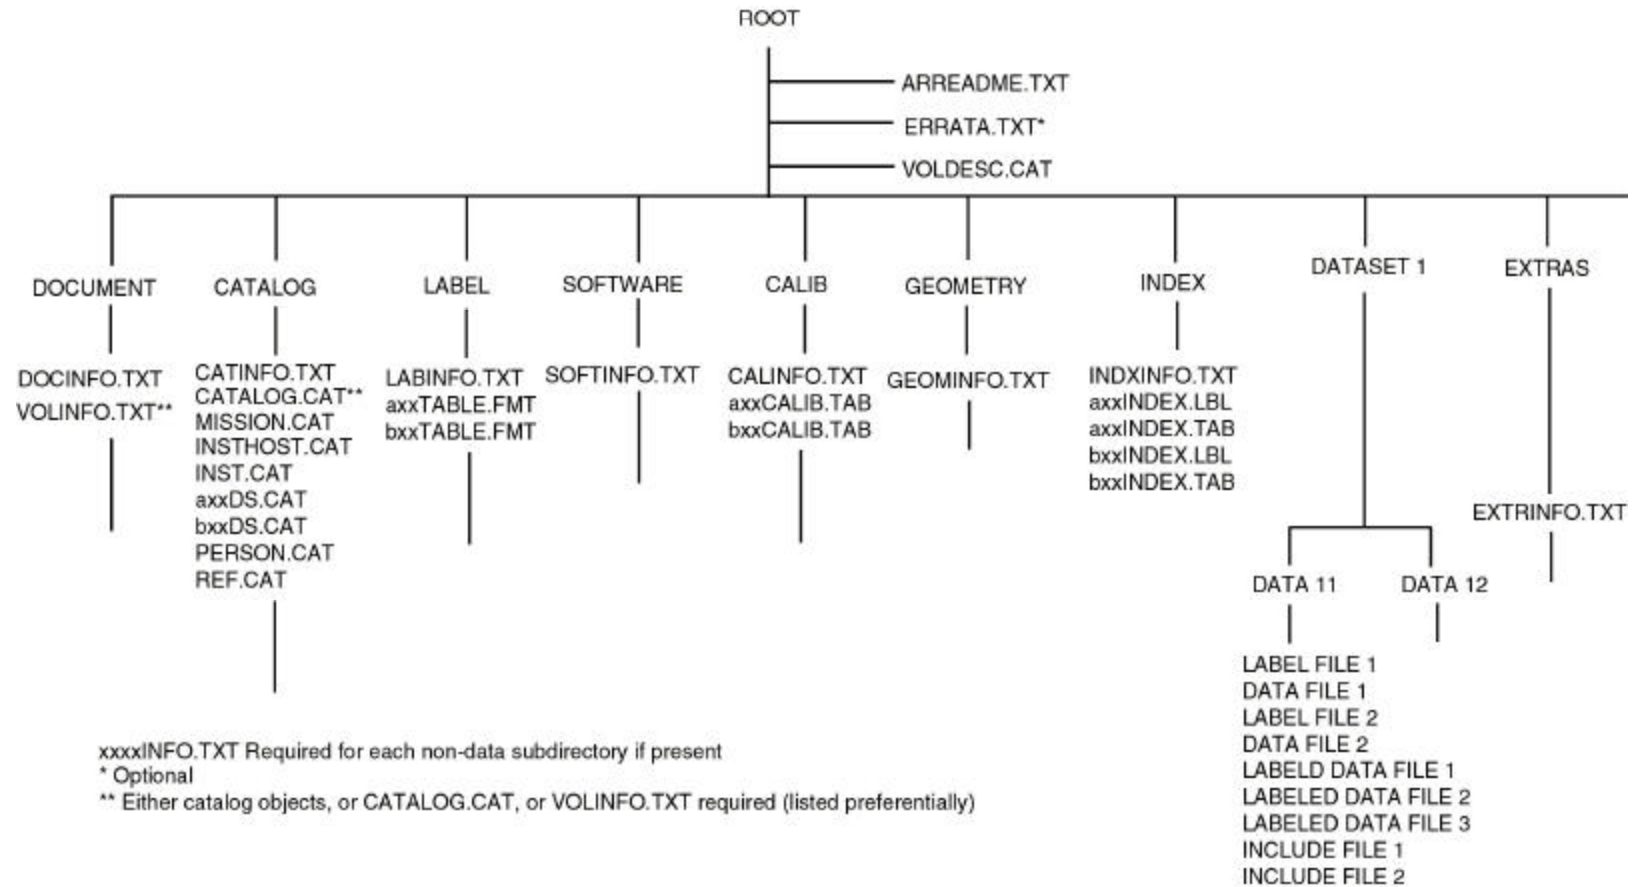 ROOT
ARREADME.TXT
ERRATA.TXT*
VOLDESC.CAT
DOCUMENT
DOCINFO.TXT
VOLINFO.TXT**
CATALOG
CATINFO.TXT
CATALOG.CAT**
MISSION.CAT
INSTHOST.CAT
INST.CAT
axxDS.CAT
bxxDS.CAT
PERSON.CAT
REF.CAT
LABEL
LABINFO.TXT
axxTABLE.FMT
bxxTABLE.FMT
SOFTWARE
SOFTINFO.TXT
CALIB
CALINFO.TXT
axxCALIB.TAB
bxxCALIB.TAB
GEOMETRY
GEOMINFO.TXT
INDEX
INDXINFO.TXT
axxINDEX.LBL
axxINDEX.TAB
bxxINDEX.LBL
bxxINDEX.TAB
DATASET 1
DATA 11
LABEL FILE 1
DATA FILE 1
LABEL FILE 2
DATA FILE 2
LABELD DATA FILE 1
LABELED DATA FILE 2
LABELED DATA FILE 3
INCLUDE FILE 1
INCLUDE FILE 2
DATA 12
EXTRAS
EXTRINFO.TXT
xxxxINFO.TXT Required for each non-data subdirectory if present
* Optional
** Either catalog objects, or CATALOG.CAT, or VOLINFO.TXT required (listed preferentially)